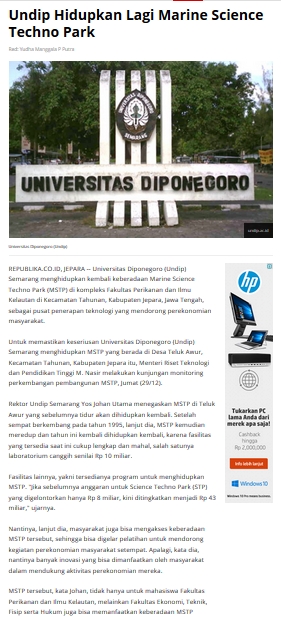 Undip Hidupkan Lagi Marine Science
Techno Park
Red: Yudha Manggala P Putra
UNIVERSITAS DIPONEGORO
SEMARANG
undip.ac.id
Universitas Diponegoro (Undip)
REPUBLIKA.CO.ID, JEPARA -- Universitas Diponegoro (Undip)
Semarang menghidupkan kembali keberadaan Marine Science
Techno Park (MSTP) di kompleks Fakultas Perikanan dan Ilmu
Kelautan di Kecamatan Tahunan, Kabupaten Jepara, Jawa Tengah,
sebagai pusat penerapan teknologi yang mendorong perekonomian
masyarakat.
Untuk memastikan keseriusan Universitas Diponegoro (Undip)
Semarang menghidupkan MSTP yang berada di Desa Teluk Awur,
Kecamatan Tahunan, Kabupaten Jepara itu, Menteri Riset Teknologi
dan Pendidikan Tinggi M. Nasir melakukan kunjungan monitoring
perkembangan pembangunan MSTP, Jumat (29/12).
Rektor Undip Semarang Yos Johan Utama menegaskan MSTP di Teluk
Awur yang sebelumnya tidur akan dihidupkan kembali. Setelah
sempat berkembang pada tahun 1995, lanjut dia, MSTP kemudian
meredup dan tahun ini kembali dihidupkan kembali, karena fasilitas
yang tersedia saat ini cukup lengkap dan mahal, salah satunya
laboratorium canggih senilai Rp 10 miliar.
Fasilitas lainnya, yakni tersedianya program untuk menghidupkan
MSTP. "Jika sebelumnya anggaran untuk Science Techno Park (STP)
yang digelontorkan hanya Rp 8 miliar, kini ditingkatkan menjadi Rp 43
miliar," ujarnya.
Nantinya, lanjut dia, masyarakat juga bisa mengakses keberadaan
MSTP tersebut, sehingga bisa digelar pelatihan untuk mendorong
kegiatan perekonomian masyarakat setempat. Apalagi, kata dia,
nantinya banyak inovasi yang bisa dimanfaatkan oleh masyarakat
dalam mendukung aktivitas perekonomian mereka.
MSTP tersebut, kata Johan, tidak hanya untuk mahasiswa Fakultas
Perikanan dan Ilmu Kelautan, melainkan Fakultas Ekonomi, Teknik,
Fisip serta Hukum juga bisa memanfaatkan keberadaan MSTP
hp
Tukarkan PC
lama Anda dari
merek apa saja!
Cashback
hingga
Rp 2,000,000
Info lebih lanjut
Windows 10